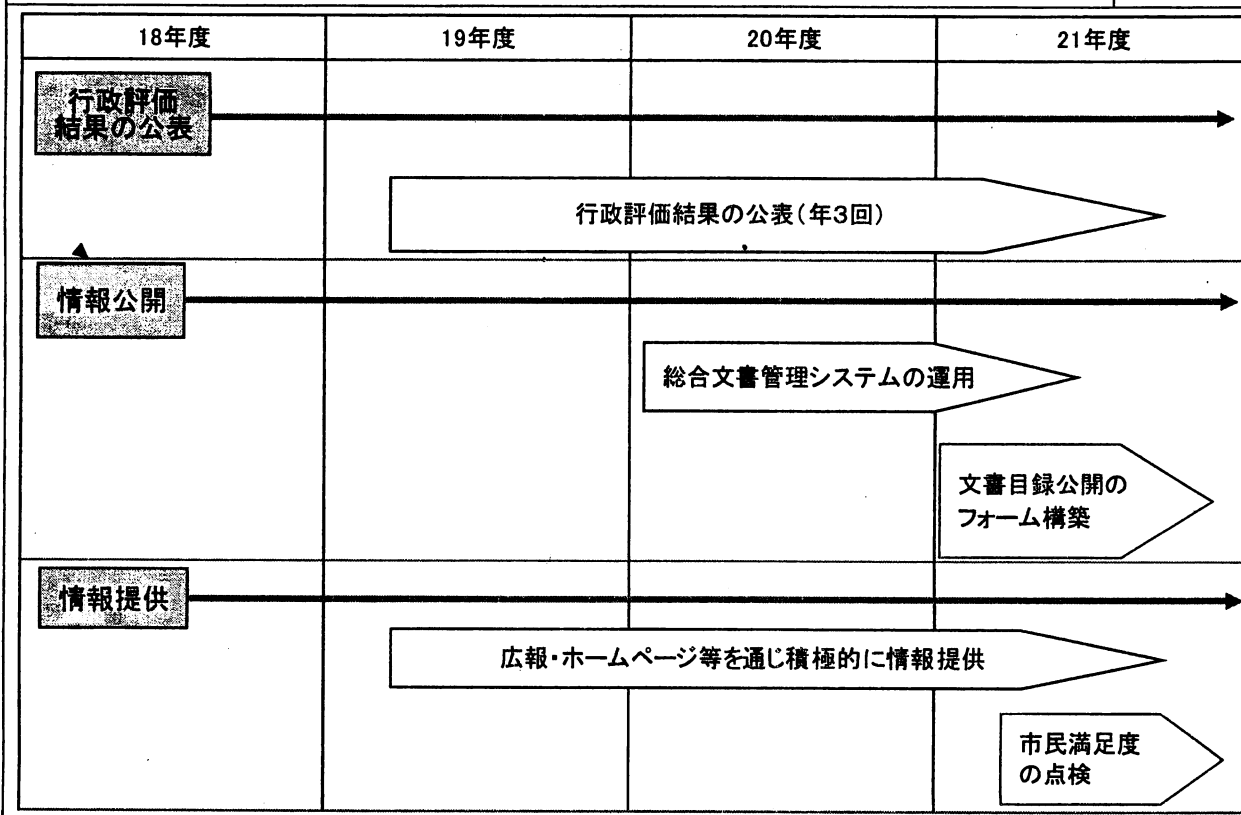 18年度
19年度
20年度
21年度
行政評価
結果の公表
行政評価結果の公表(年3回)
情報公開
総合文書管理システムの運用
文書目録公開の
フォーム構築
情報提供
広報・ホームページ等を通じ積極的に情報提供
市民満足度
の点検